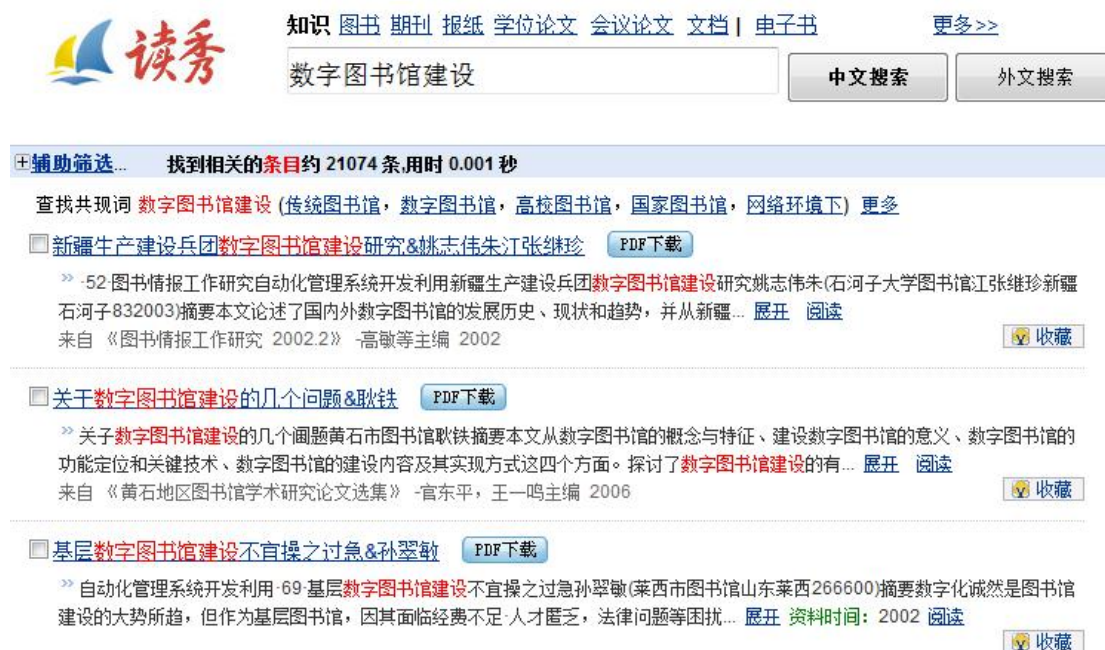 读秀
知识 图书 期刊 报纸 学位论文 会议论文 文档 | 电子书 更多>>
数字图书馆建设 中文搜索 外文搜索
辅助筛选... 找到相关的条目约 21074 条,用时 0.001 秒
查找共现词 数字图书馆建设 (传统图书馆，数字图书馆，高校图书馆，国家图书馆，网络环境下) 更多
新疆生产建设兵团数字图书馆建设研究&姚志伟朱江张继珍 PDF下载
» ·52·图书情报工作研究自动化管理系统开发利用新疆生产建设兵团数字图书馆建设研究姚志伟朱(石河子大学图书馆江张维珍新疆
石河子832003)摘要本文论述了国内外数字图书馆的发展历史、现状和趋势，并从新疆... 展开 阅读
来自 《图书情报工作研究 2002.2》 -高敏等主编 2002 收藏
关于数字图书馆建设的几个问题&耿铁 PDF下载
» 关子数字图书馆建设的几个阃题黄石市图书馆耿铁摘要本文从数字图书馆的概念与特征、建设数字图书馆的意义、数字图书馆的
功能定位和关键技术、数字图书馆的建设内容及其实现方式这四个方面。探讨了数字图书馆建设的有... 展开 阅读
来自 《黄石地区图书馆学术研究论文选集》 -官东平，王一鸣主编 2006 收藏
基层数字图书馆建设不宜操之过急&孙翠敏 PDF下载
» 自动化管理系统开发利用·69·基层数字图书馆建设不宜操之过急孙翠敏(莱西市图书馆山东莱西266600)摘要数字化诚然是图书馆
建设的大势所趋，但作为基层图书馆，因其面临经费不足·人才匮乏，法律问题等困扰... 展开 资料时间：2002 阅读
收藏